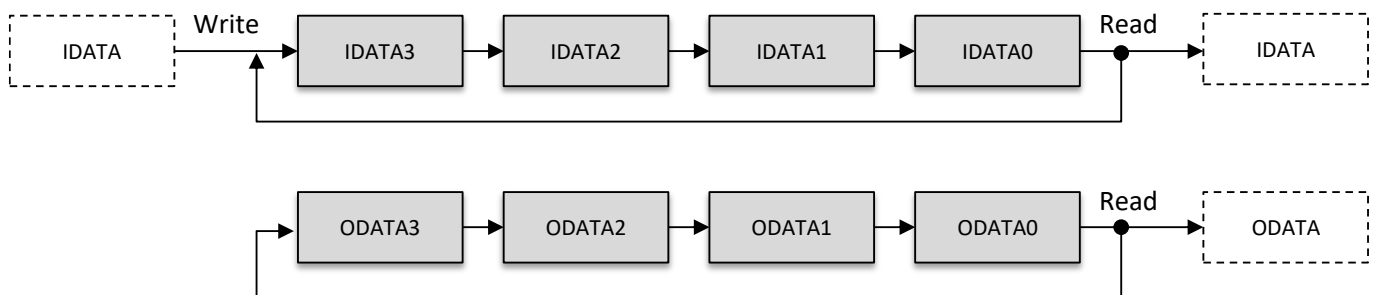 Write Read
IDATA IDATA3 IDATA2 IDATA1 IDATA0 IDATA
Read
ODATA3 ODATA2 ODATA1 ODATA0 ODATA